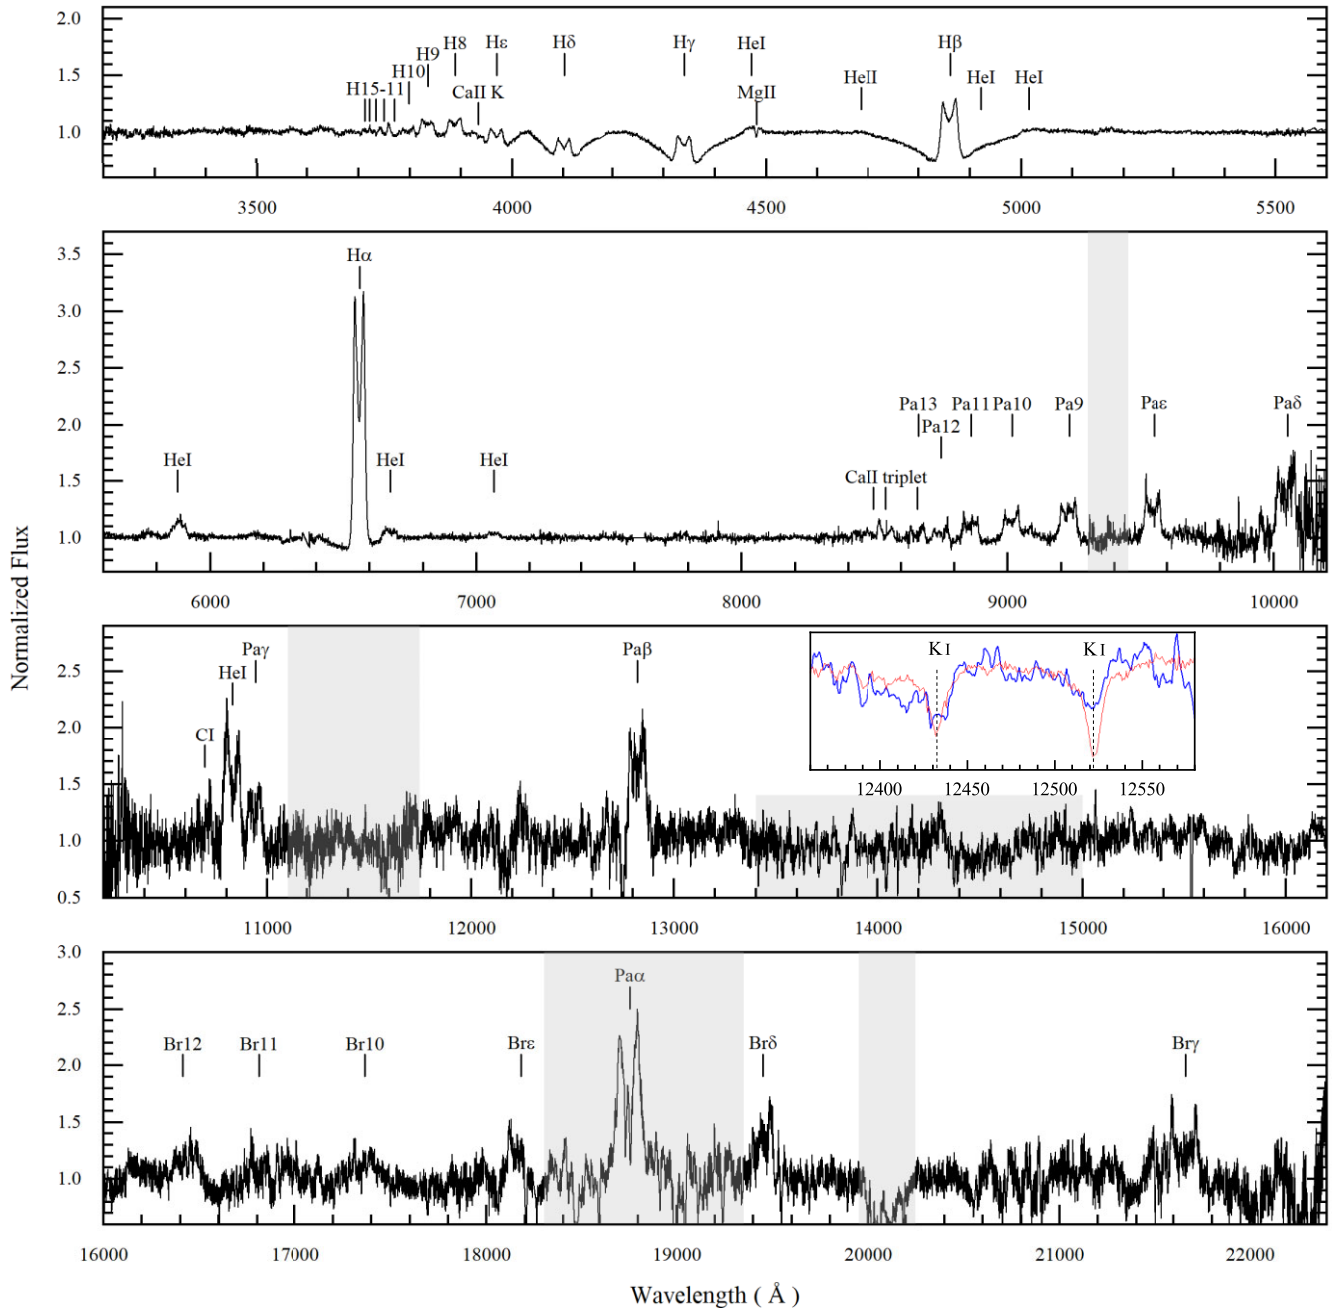 2.0
1.5
1.0
H15-11
H10
H9
H8
CaII K
Hε
Hδ
Hγ
HeI
MgII
HeII
Hβ
HeI
HeI
3500 4000 4500 5000 5500
3.5
3.0
2.5
2.0
1.5
1.0
HeI
Hα
HeI
HeI
CaII triplet
Pa13
Pa12
Pa11
Pa10
Pa9
Paε
Paδ
6000 7000 8000 9000 10000
Normalized Flux
2.5
2.0
1.5
1.0
0.5
CI
HeI
Paγ
Paβ
K I
K I
12400 12450 12500 12550
11000 12000 13000 14000 15000 16000
3.0
2.5
2.0
1.5
1.0
Br12
Br11
Br10
Brε
Paα
Brδ
Brγ
16000 17000 18000 19000 20000 21000 22000
Wavelength ( Å )